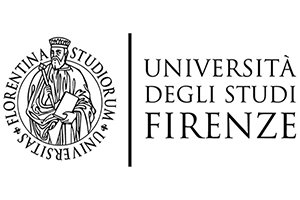 FLORENTINA STUDIORUM UNIVERSITAS
UNIVERSITÀ
DEGLI STUDI
FIRENZE